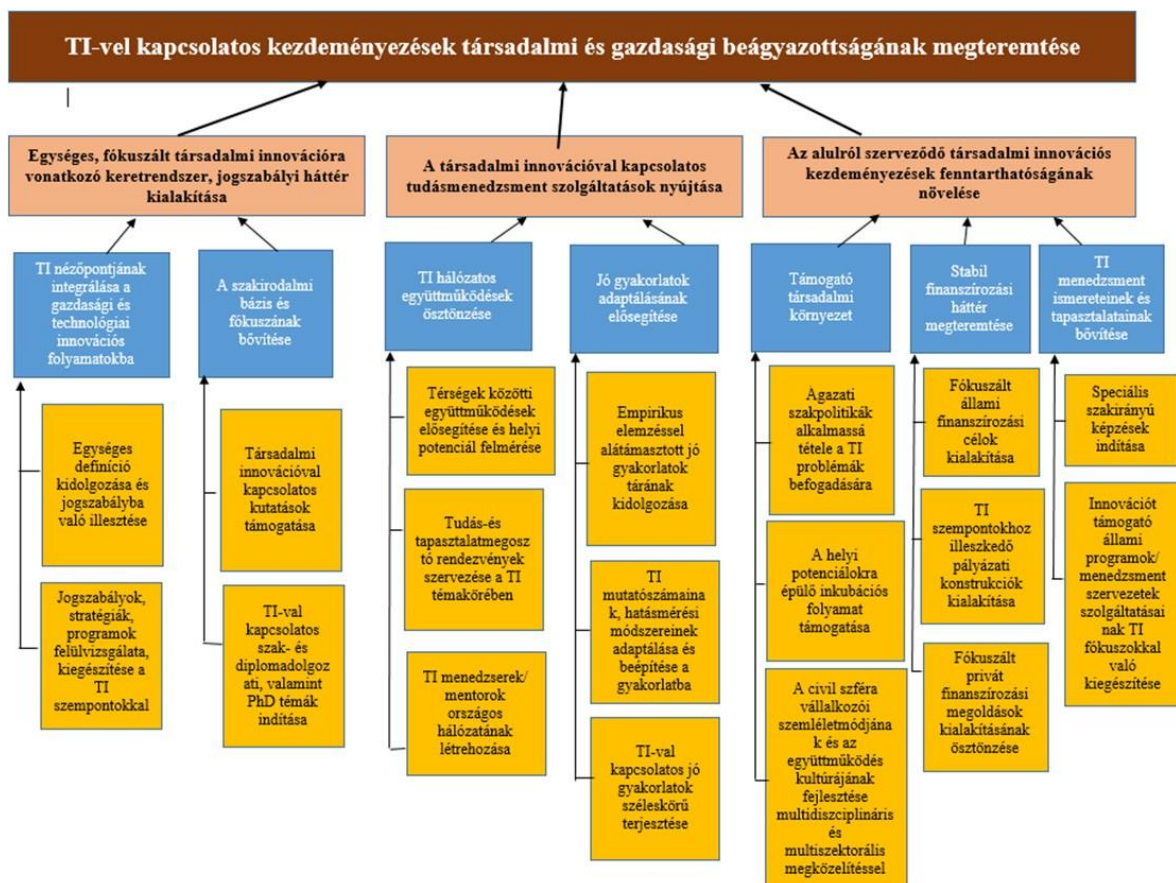 TI-vel kapcsolatos kezdeményezések társadalmi és gazdasági beágyazottságának megteremtése
Egységes, fókuszált társadalmi innovációra
vonatkozó keretrendszer, jogszabályi háttér
kialakítása
A társadalmi innovációval kapcsolatos
tudásmenedzsment szolgáltatások nyújtása
Az alulról szerveződő társadalmi innovációs
kezdeményezések fenntarthatóságának
növelése
TI nézőpontjának
integrálása a
gazdasági és
technológiai
innovációs
folyamatokba
A szakirodalmi
bázis és
fókuszának
bővítése
TI hálózatos
együttműködések
ösztönzése
Jó gyakorlatok
adaptálásának
elősegítése
Támogató
társadalmi
környezet
Stabil
finanszírozási
háttér
megteremtése
TI
menedzsment
ismereteinek és
tapasztalatainak
bővítése
Egységes
definíció
kidolgozása és
jogszabályba
való illesztése
Jogszabályok,
stratégiák,
programok
felülvizsgálata,
kiegészítése a TI
szempontokkal
Társadalmi
innovációval
kapcsolatos
kutatások
támogatása
TI-val
kapcsolatos
szak- és
diplomadolgoz
ati, valamint
PhD témák
indítása
Térségek közötti
együttműködések
elősegítése és helyi
potenciál felmérése
Tudás-és
tapasztalatmegosz
tó rendezvények
szervezése a TI
témakörében
TI menedzserek/
mentorok
országos
hálózatának
létrehozása
Empirikus
elemzéssel
alátámasztott jó
gyakorlatok
tárának
kidolgozása
TI
mutatószámaina
k, hatásmérési
módszereinek
adaptálása és
beépítése a
gyakorlatba
TI-val
kapcsolatos jó
gyakorlatok
széleskörű
terjesztése
Ágazati
szakpolitikák
alkalmassá
tétele a TI
problémák
befogadására
A helyi
potenciálokra
épülő inkubációs
folyamat
támogatása
A civil szféra
vállalkozói
szemléletmódjána
k és az
együttműködés
kultúrájának
fejlesztése
multidiszciplináris
és
multiszektorális
megközelítéssel
Fókuszált
állami
finanszírozási
célok
kialakítása
TI
szempontokhoz
illeszkedő
pályázati
konstrukciók
kialakítása
Fókuszált
privát
finanszírozási
megoldások
kialakításának
ösztönzése
Speciális
szakirányú
képzések
indítása
Innovációt
támogató
állami
programok/
menedzsment
szervezetek
szolgáltatásai
nak TI
fókuszokkal
való
kiegészítése